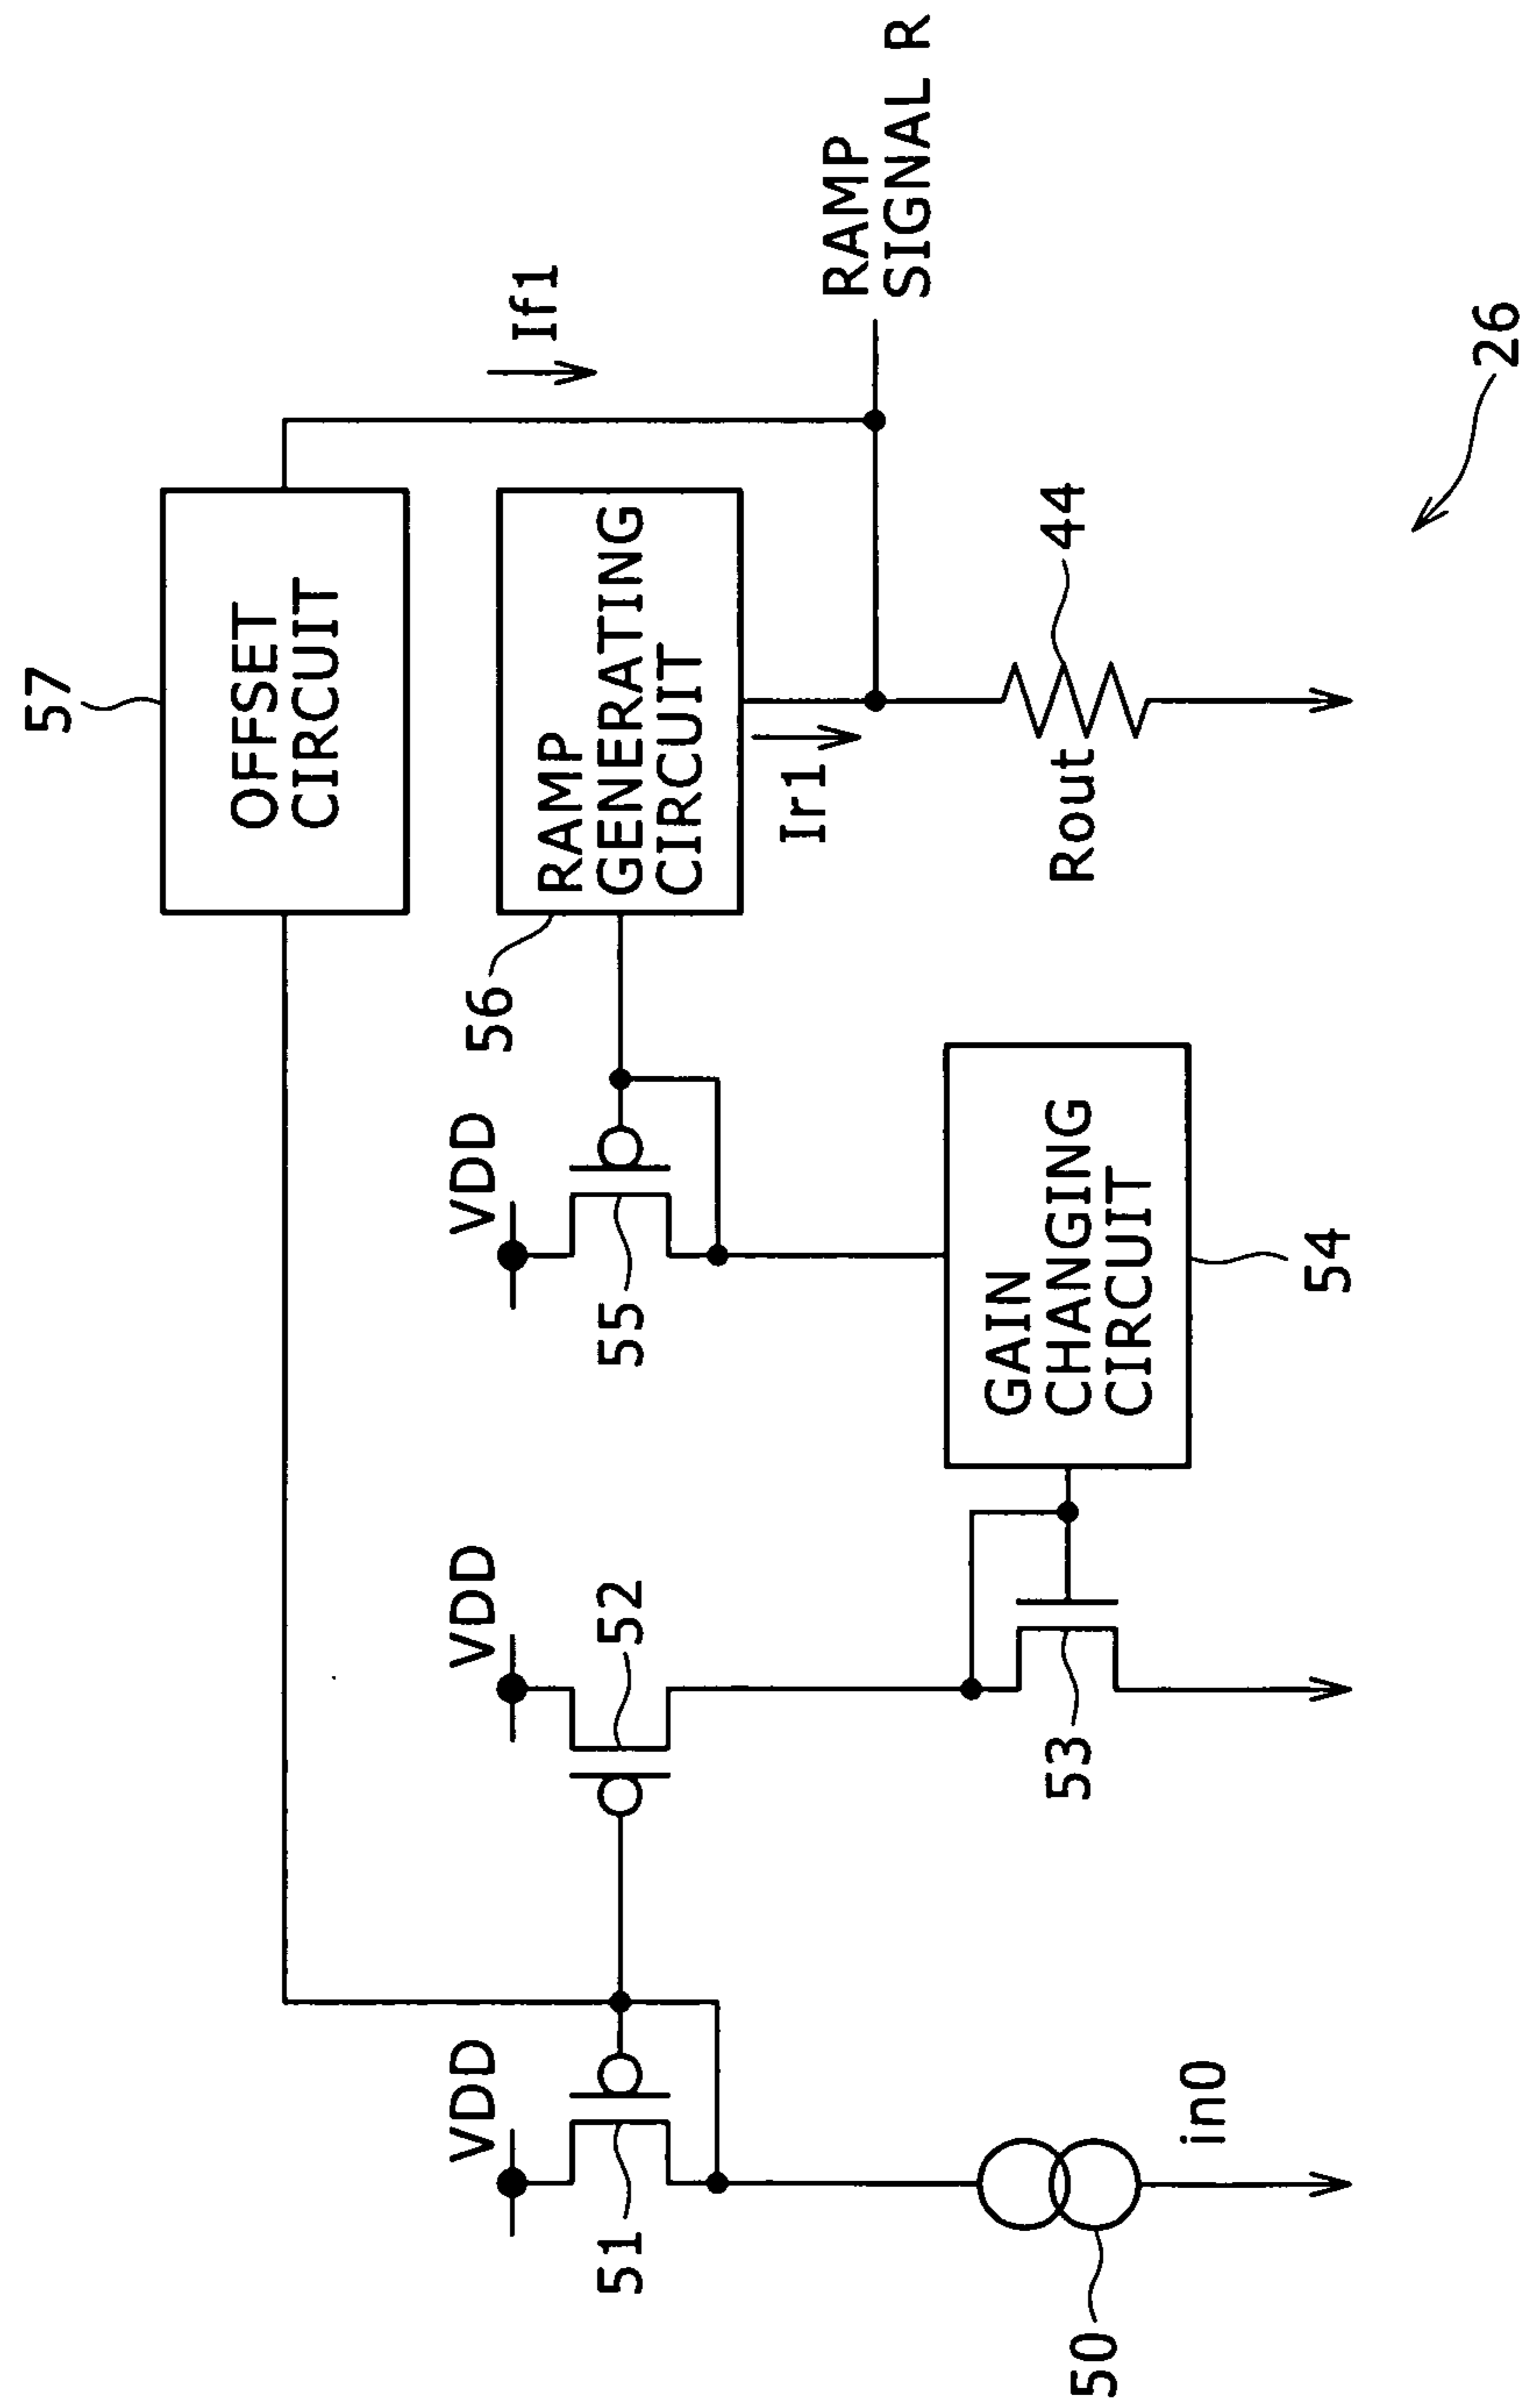 57
OFFSET
CIRCUIT
If1
VDD
VDD
VDD
51
52
55
56
RAMP
GENERATING
CIRCUIT
Ir1
RAMP
SIGNAL R
50
in0
53
GAIN
CHANGING
CIRCUIT
54
Rout
44
26